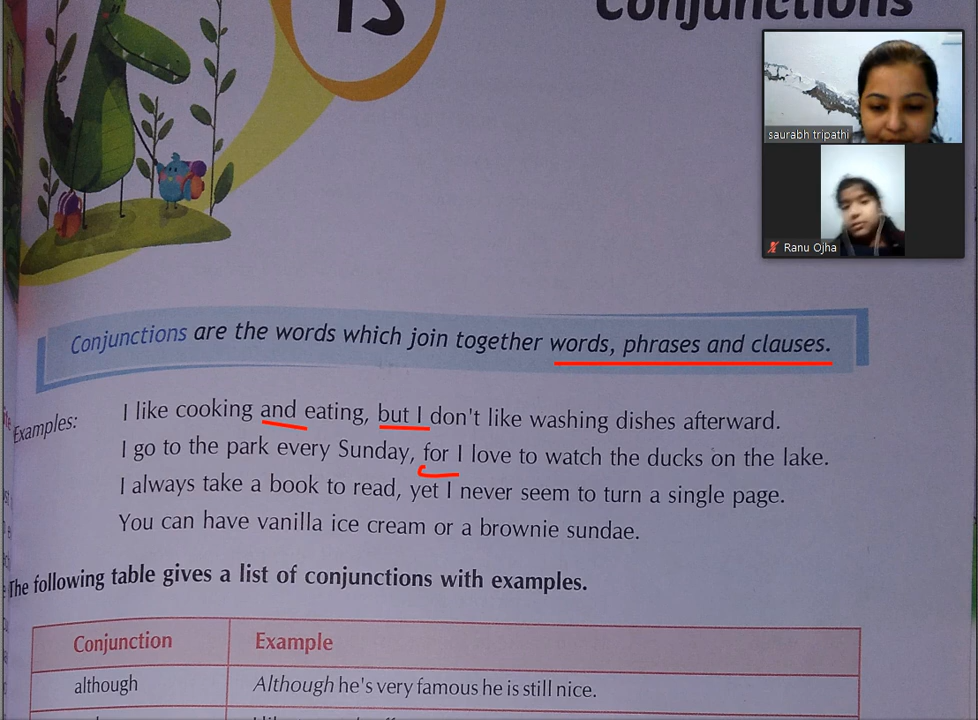 Conjunctions
saurabh tripathi
Ranu Ojha
Conjunctions are the words which join together words, phrases and clauses.
Examples:
I like cooking and eating, but I don't like washing dishes afterward.
I go to the park every Sunday, for I love to watch the ducks on the lake.
I always take a book to read, yet I never seem to turn a single page.
You can have vanilla ice cream or a brownie sundae.
The following table gives a list of conjunctions with examples.
Conjunction Example
although Although he's very famous he is still nice.